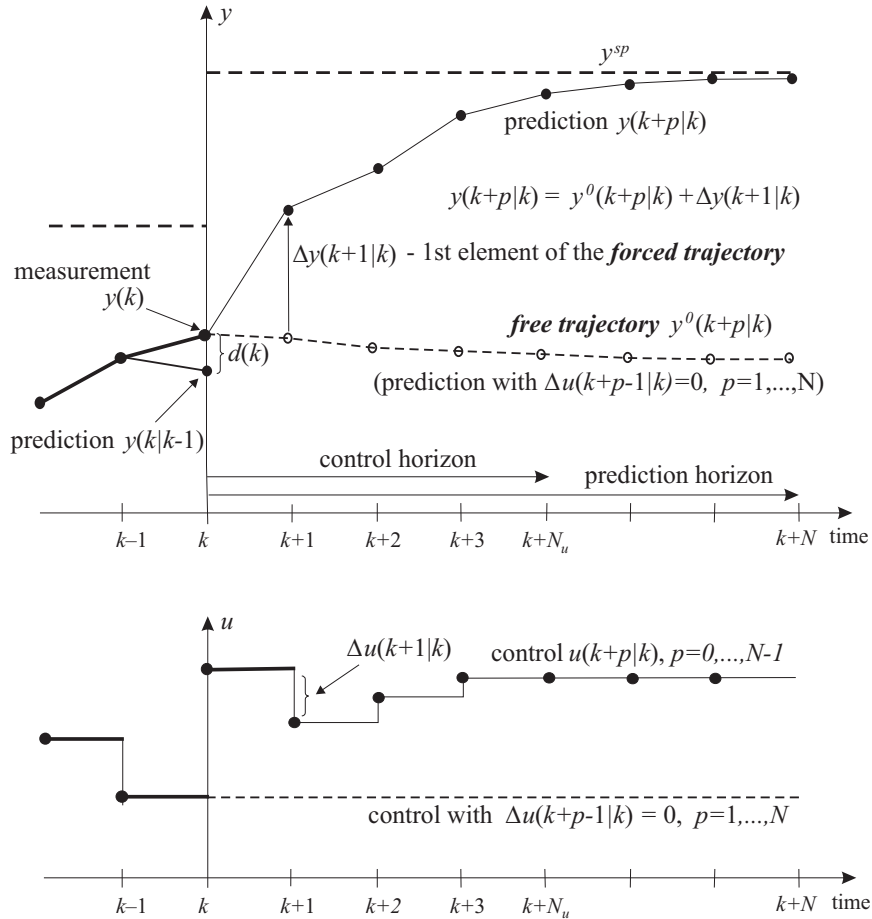 y
y^sp
prediction y(k+p|k)
y(k+p|k) = y^0(k+p|k) + Δy(k+1|k)
Δy(k+1|k) - 1st element of the forced trajectory
measurement
y(k)
free trajectory y^0(k+p|k)
d(k)
(prediction with Δu(k+p-1|k)=0, p=1,...,N)
prediction y(k|k-1)
control horizon
prediction horizon
k–1 k k+1 k+2 k+3 k+N_u k+N time
u
Δu(k+1|k)
control u(k+p|k), p=0,...,N-1
control with Δu(k+p-1|k) = 0, p=1,...,N
k–1 k k+1 k+2 k+3 k+N_u k+N time